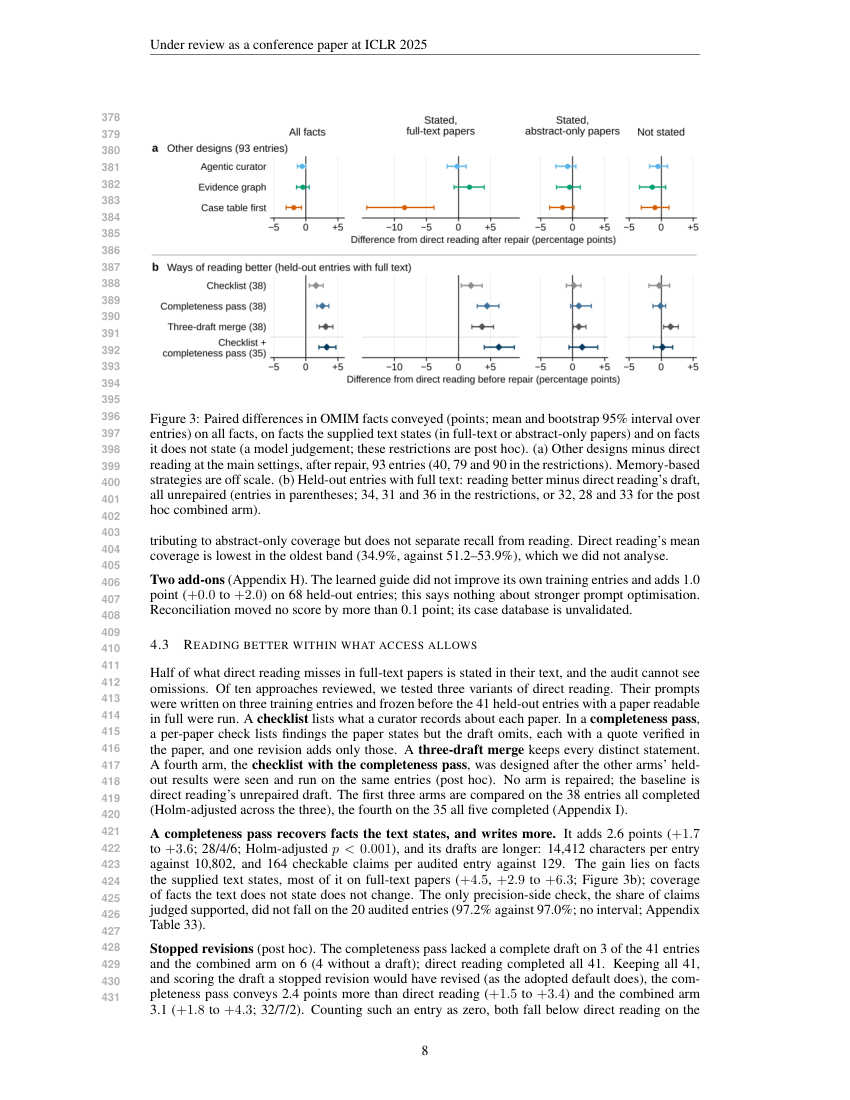 Under review as a conference paper at ICLR 2025
378
379
380
381
382
383
384
385
386
387
388
389
390
391
392
393
394
395
396
397
398
399
400
401
402
403
404
405
406
407
408
409
410
411
412
413
414
415
416
417
418
419
420
421
422
423
424
425
426
427
428
429
430
431
All facts
Stated,
full-text papers
Stated,
abstract-only papers
Not stated
a Other designs (93 entries)
Agentic curator
Evidence graph
Case table first
−5 0 +5 −10 −5 0 +5 −5 0 +5 −5 0 +5
Difference from direct reading after repair (percentage points)
b Ways of reading better (held-out entries with full text)
Checklist (38)
Completeness pass (38)
Three-draft merge (38)
Checklist +
completeness pass (35)
−5 0 +5 −10 −5 0 +5 −5 0 +5 −5 0 +5
Difference from direct reading before repair (percentage points)
Figure 3: Paired differences in OMIM facts conveyed (points; mean and bootstrap 95% interval over
entries) on all facts, on facts the supplied text states (in full-text or abstract-only papers) and on facts
it does not state (a model judgement; these restrictions are post hoc). (a) Other designs minus direct
reading at the main settings, after repair, 93 entries (40, 79 and 90 in the restrictions). Memory-based
strategies are off scale. (b) Held-out entries with full text: reading better minus direct reading's draft,
all unrepaired (entries in parentheses; 34, 31 and 36 in the restrictions, or 32, 28 and 33 for the post
hoc combined arm).
tributing to abstract-only coverage but does not separate recall from reading. Direct reading's mean
coverage is lowest in the oldest band (34.9%, against 51.2–53.9%), which we did not analyse.
Two add-ons (Appendix H). The learned guide did not improve its own training entries and adds 1.0
point (+0.0 to +2.0) on 68 held-out entries; this says nothing about stronger prompt optimisation.
Reconciliation moved no score by more than 0.1 point; its case database is unvalidated.
4.3 READING BETTER WITHIN WHAT ACCESS ALLOWS
Half of what direct reading misses in full-text papers is stated in their text, and the audit cannot see
omissions. Of ten approaches reviewed, we tested three variants of direct reading. Their prompts
were written on three training entries and frozen before the 41 held-out entries with a paper readable
in full were run. A checklist lists what a curator records about each paper. In a completeness pass,
a per-paper check lists findings the paper states but the draft omits, each with a quote verified in
the paper, and one revision adds only those. A three-draft merge keeps every distinct statement.
A fourth arm, the checklist with the completeness pass, was designed after the other arms' held-
out results were seen and run on the same entries (post hoc). No arm is repaired; the baseline is
direct reading's unrepaired draft. The first three arms are compared on the 38 entries all completed
(Holm-adjusted across the three), the fourth on the 35 all five completed (Appendix I).
A completeness pass recovers facts the text states, and writes more. It adds 2.6 points (+1.7
to +3.6; 28/4/6; Holm-adjusted p < 0.001), and its drafts are longer: 14,412 characters per entry
against 10,802, and 164 checkable claims per audited entry against 129. The gain lies on facts
the supplied text states, most of it on full-text papers (+4.5, +2.9 to +6.3; Figure 3b); coverage
of facts the text does not state does not change. The only precision-side check, the share of claims
judged supported, did not fall on the 20 audited entries (97.2% against 97.0%; no interval; Appendix
Table 33).
Stopped revisions (post hoc). The completeness pass lacked a complete draft on 3 of the 41 entries
and the combined arm on 6 (4 without a draft); direct reading completed all 41. Keeping all 41,
and scoring the draft a stopped revision would have revised (as the adopted default does), the com-
pleteness pass conveys 2.4 points more than direct reading (+1.5 to +3.4) and the combined arm
3.1 (+1.8 to +4.3; 32/7/2). Counting such an entry as zero, both fall below direct reading on the
8